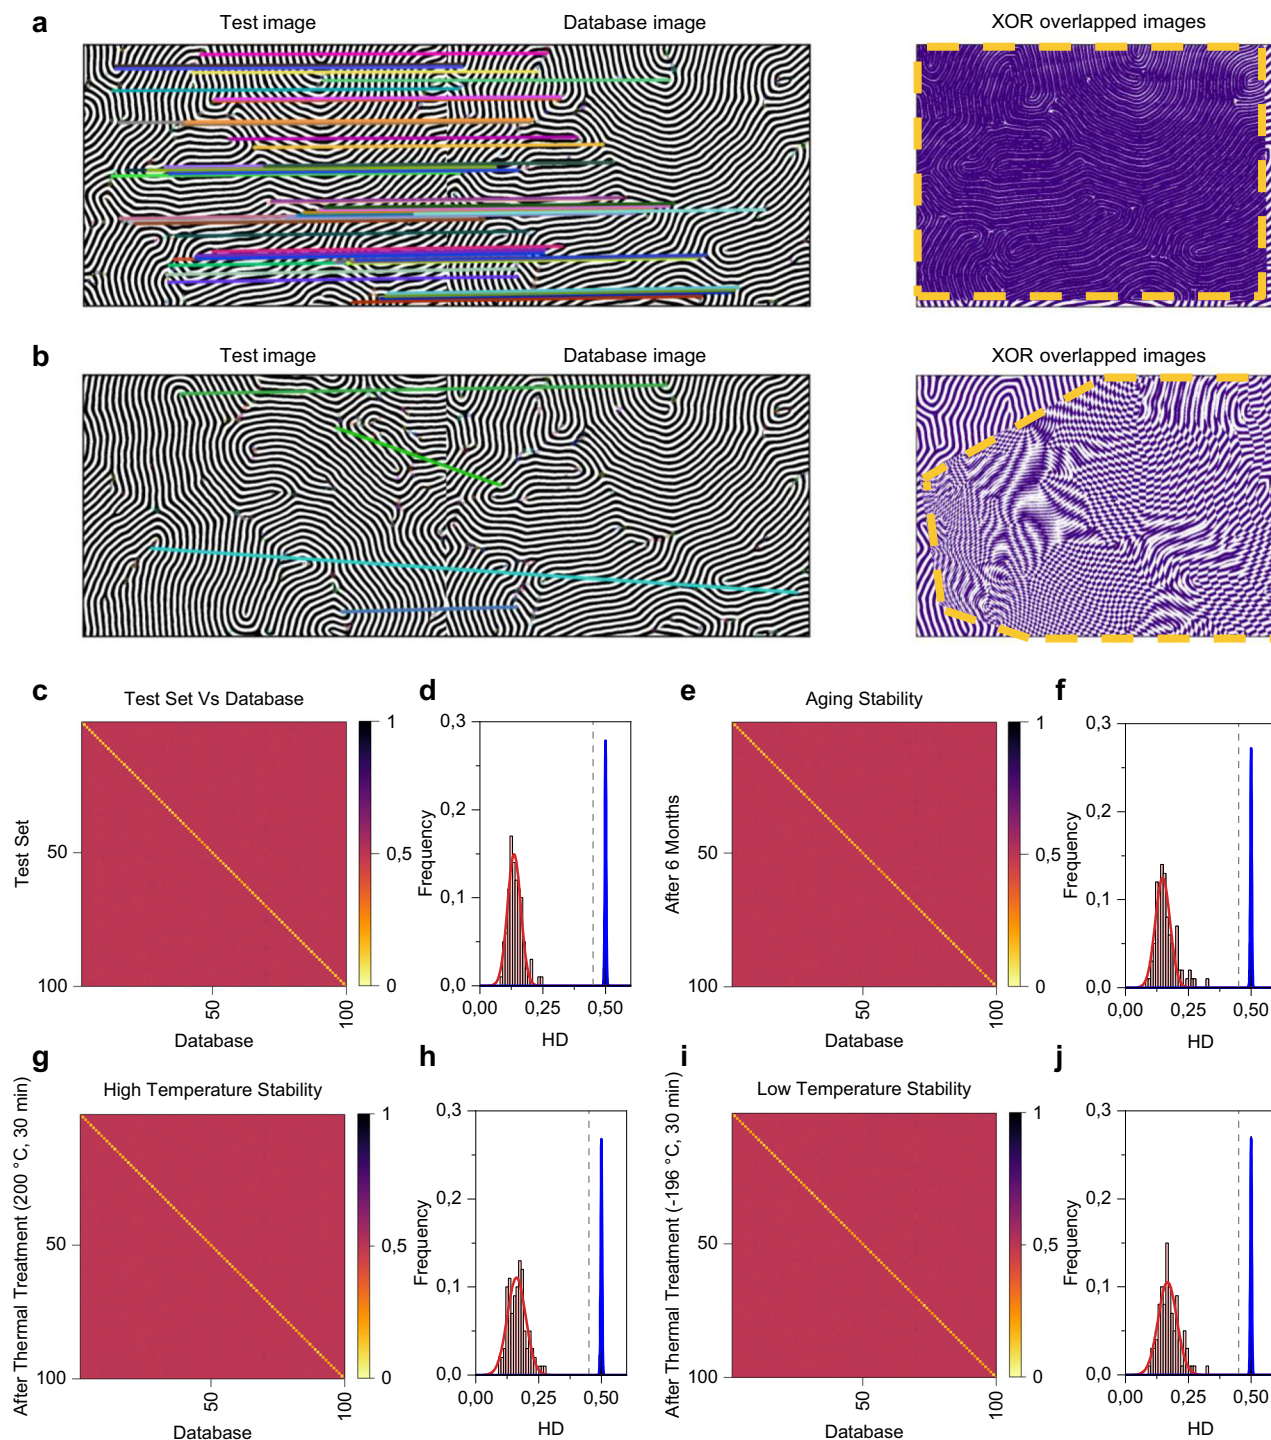 a
Test image
Database image
XOR overlapped images
b
Test image
Database image
XOR overlapped images
c
Test Set Vs Database
Test Set
50
100
50
100
Database
1
0,5
0
d
Frequency
0,3
0,2
0,1
0,0
0,00
0,25
0,50
HD
e
Aging Stability
After 6 Months
50
100
50
100
Database
1
0,5
0
f
Frequency
0,3
0,2
0,1
0,0
0,00
0,25
0,50
HD
g
High Temperature Stability
After Thermal Treatment (200 °C, 30 min)
50
100
50
100
Database
1
0,5
0
h
Frequency
0,3
0,2
0,1
0,0
0,00
0,25
0,50
HD
i
Low Temperature Stability
After Thermal Treatment (-196 °C, 30 min)
50
100
50
100
Database
1
0,5
0
j
Frequency
0,3
0,2
0,1
0,0
0,00
0,25
0,50
HD